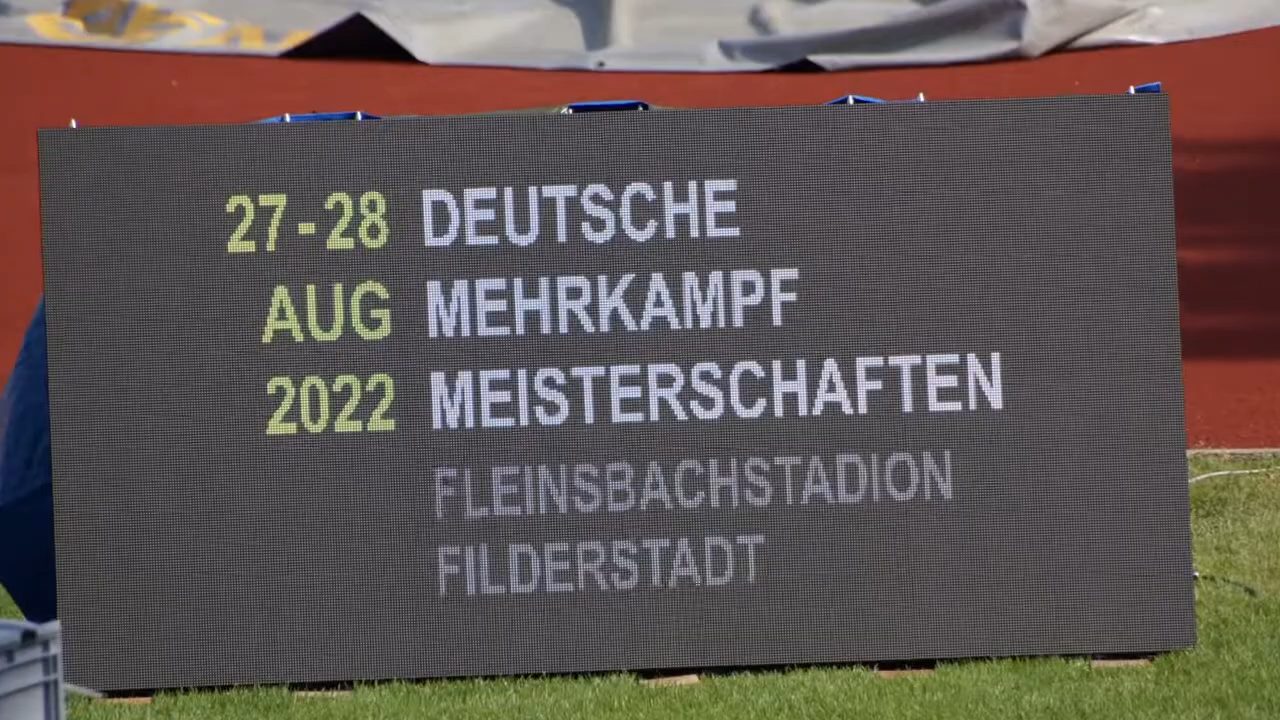 27-28 DEUTSCHE
AUG MEHRKAMPF
2022 MEISTERSCHAFTEN
FLEINSBACHSTADION
FILDERSTADT